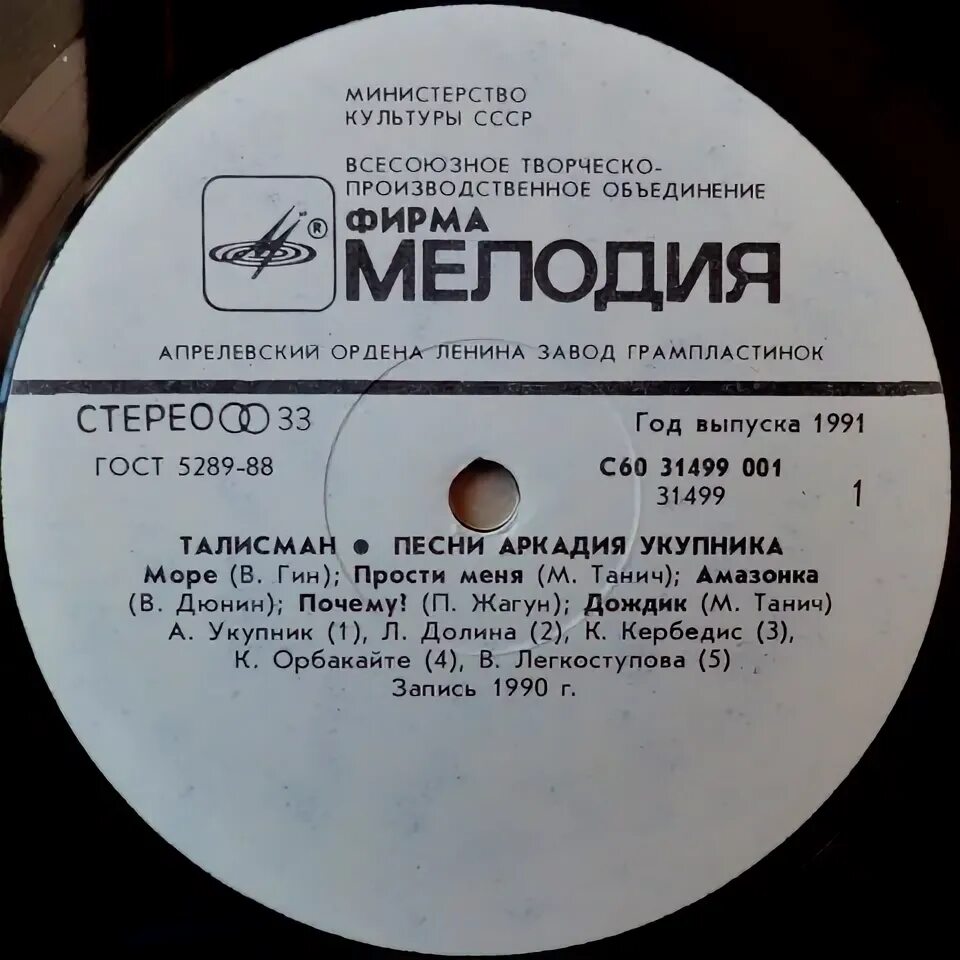 МИНИСТЕРСТВО
КУЛЬТУРЫ СССР
ВСЕСОЮЗНОЕ ТВОРЧЕСКО-
ПРОИЗВОДСТВЕННОЕ ОБЪЕДИНЕНИЕ
®
ФИРМА
МЕЛОДИЯ
АПРЕЛЕВСКИЙ ОРДЕНА ЛЕНИНА ЗАВОД ГРАМПЛАСТИНОК
СТЕРЕО 33
Год выпуска 1991
ГОСТ 5289-88
С60 31499 001
31499
1
ТАЛИСМАН ● ПЕСНИ АРКАДИЯ УКУПНИКА
Море (В. Гин); Прости меня (М. Танич); Амазонка
(В. Дюнин); Почему? (П. Жагун); Дождик (М. Танич)
А. Укупник (1), Л. Долина (2), К. Кербедис (3),
К. Орбакайте (4), В. Легкоступова (5)
Запись 1990 г.